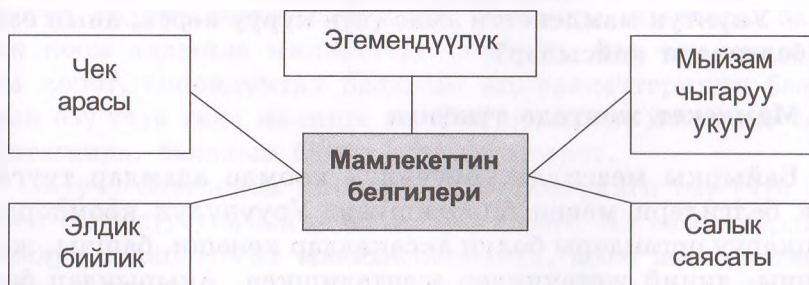 Эгемендүүлүк
Чек
арасы
Мыйзам
чыгаруу
укугу
Мамлекеттин
белгилери
Элдик
бийлик
Салык
саясаты